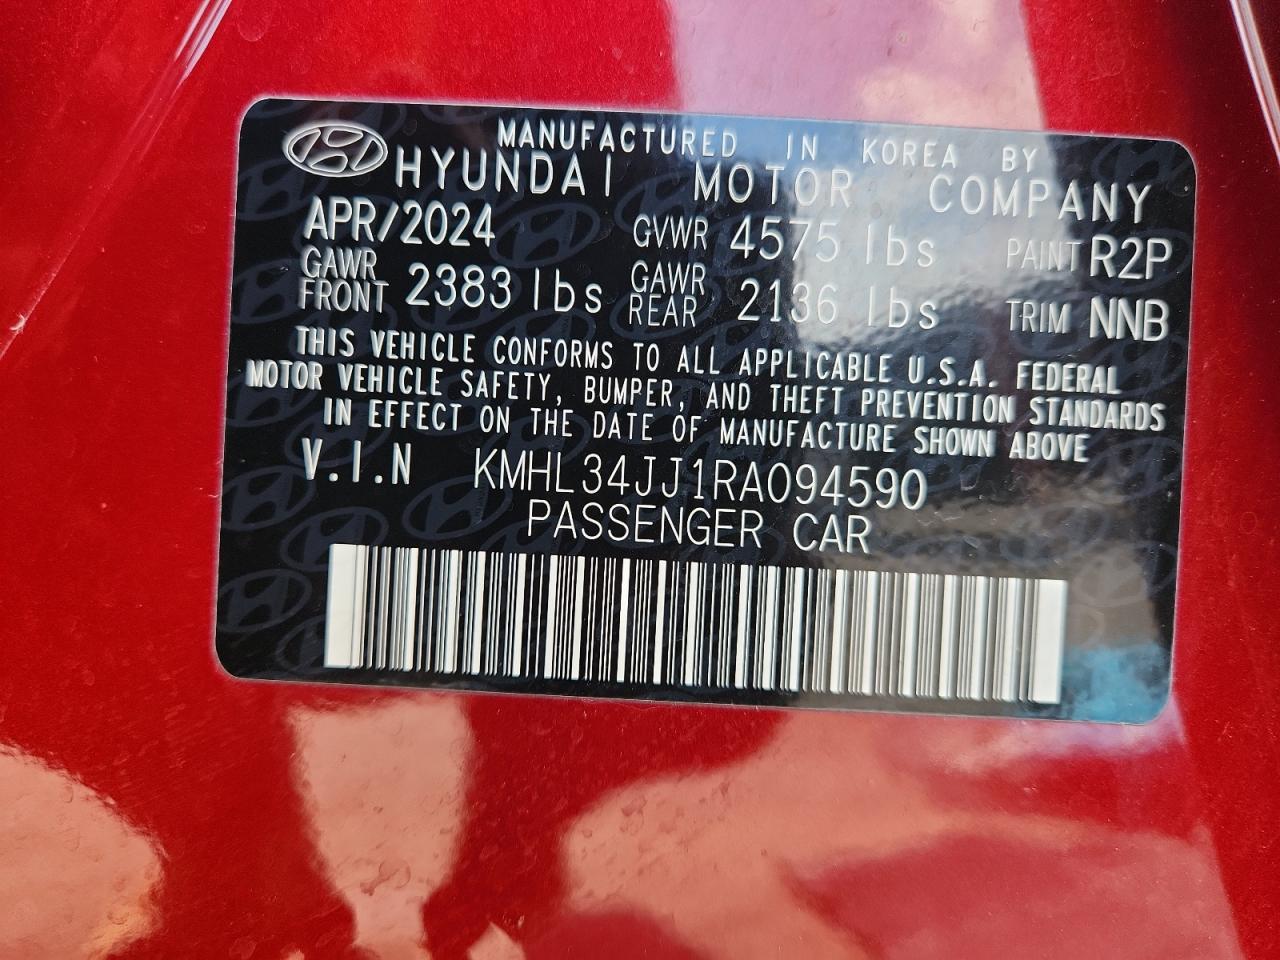 MANUFACTURED IN KOREA BY
HYUNDAI MOTOR COMPANY
APR/2024 GVWR 4575 lbs PAINT R2P
GAWR FRONT 2383 lbs GAWR REAR 2136 lbs TRIM NNB
THIS VEHICLE CONFORMS TO ALL APPLICABLE U.S.A. FEDERAL
MOTOR VEHICLE SAFETY, BUMPER, AND THEFT PREVENTION STANDARDS
IN EFFECT ON THE DATE OF MANUFACTURE SHOWN ABOVE
V.I.N KMHL34JJ1RA094590
PASSENGER CAR